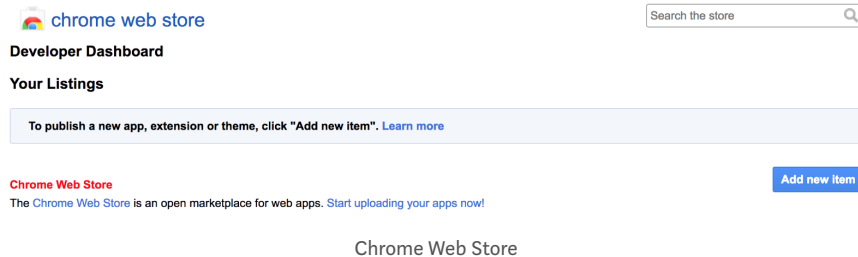 chrome web store
Search the store
Developer Dashboard
Your Listings
To publish a new app, extension or theme, click "Add new item". Learn more
Add new item
Chrome Web Store
The Chrome Web Store is an open marketplace for web apps. Start uploading your apps now!
Chrome Web Store